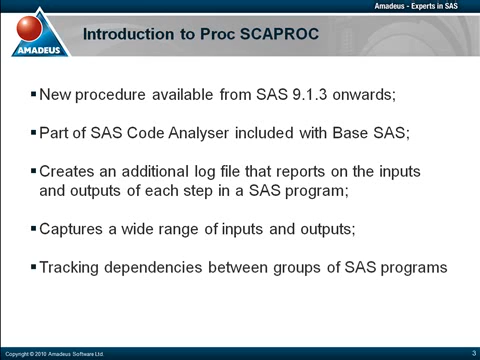 Amadeus - Experts in SAS
AMADEUS
Introduction to Proc SCAPROC
▪ New procedure available from SAS 9.1.3 onwards;
▪ Part of SAS Code Analyser included with Base SAS;
▪ Creates an additional log file that reports on the inputs
and outputs of each step in a SAS program;
▪ Captures a wide range of inputs and outputs;
▪ Tracking dependencies between groups of SAS programs
Copyright © 2010 Amadeus Software Ltd.
3